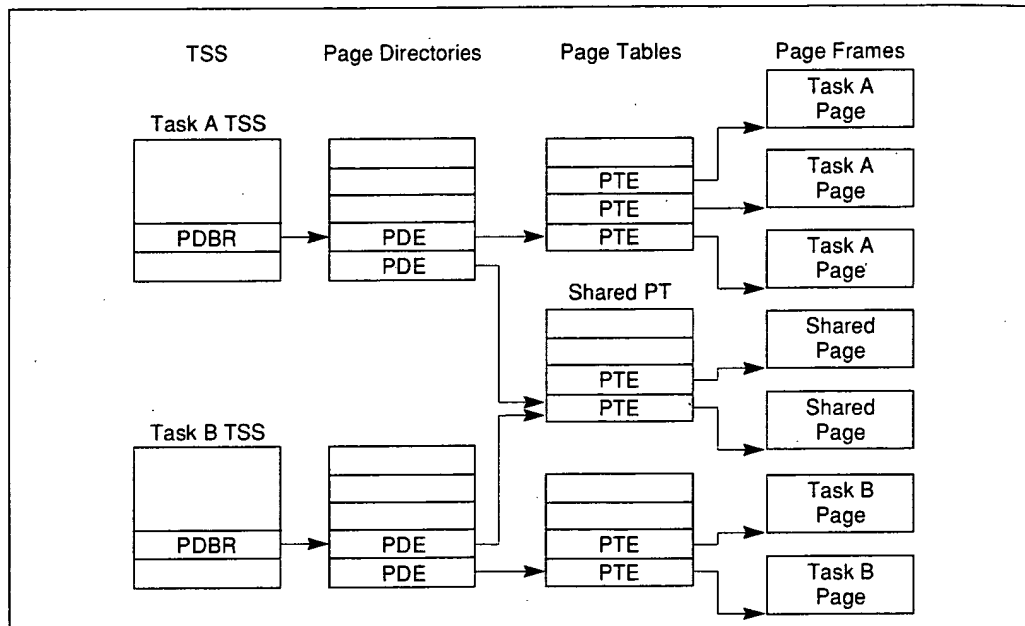 TSS
Page Directories
Page Tables
Page Frames
Task A TSS
PDBR
PDE
PDE
PTE
PTE
PTE
Task A
Page
Task A
Page
Task A
Page
Shared PT
PTE
PTE
Shared
Page
Shared
Page
Task B TSS
PDBR
PDE
PDE
PTE
PTE
Task B
Page
Task B
Page